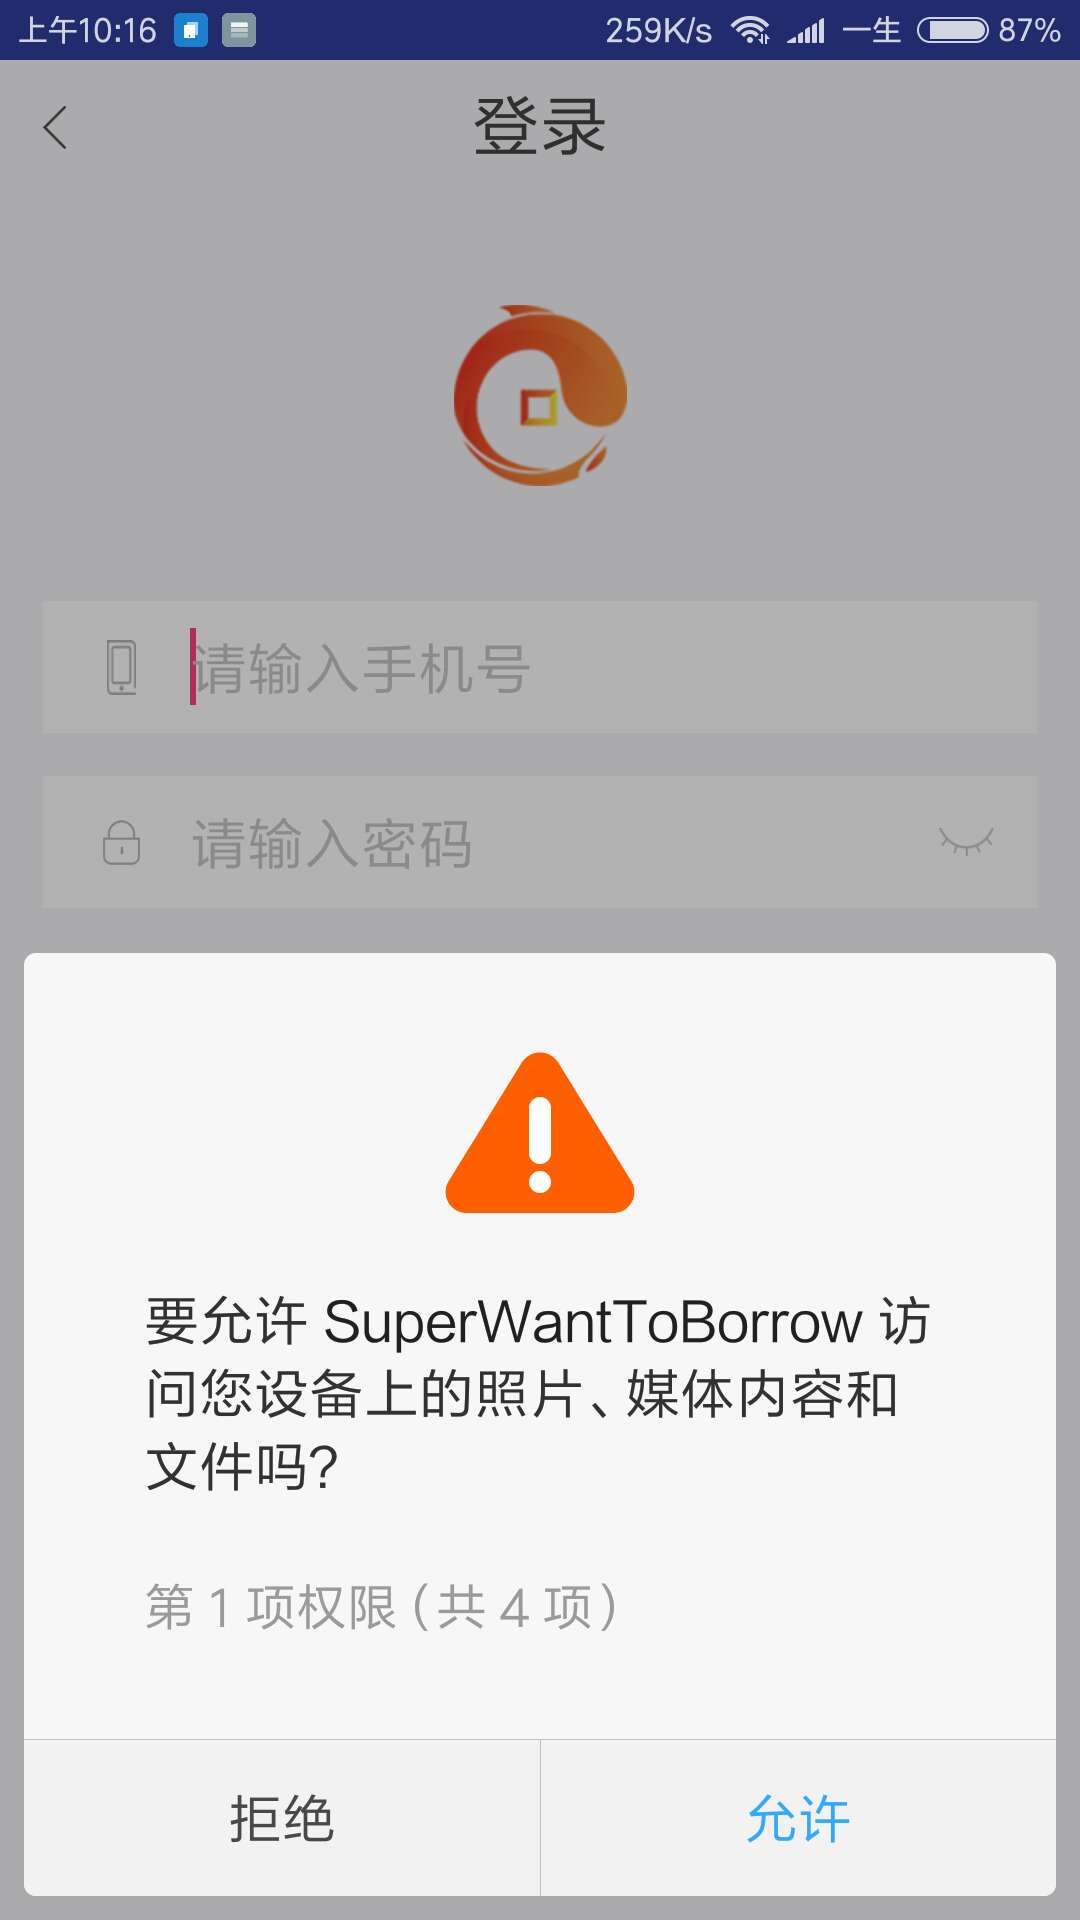 上午10:16
259K/s
一生
87%
登录
请输入手机号
请输入密码
要允许 SuperWantToBorrow 访
问您设备上的照片、媒体内容和
文件吗?
第 1 项权限（共 4 项）
拒绝
允许